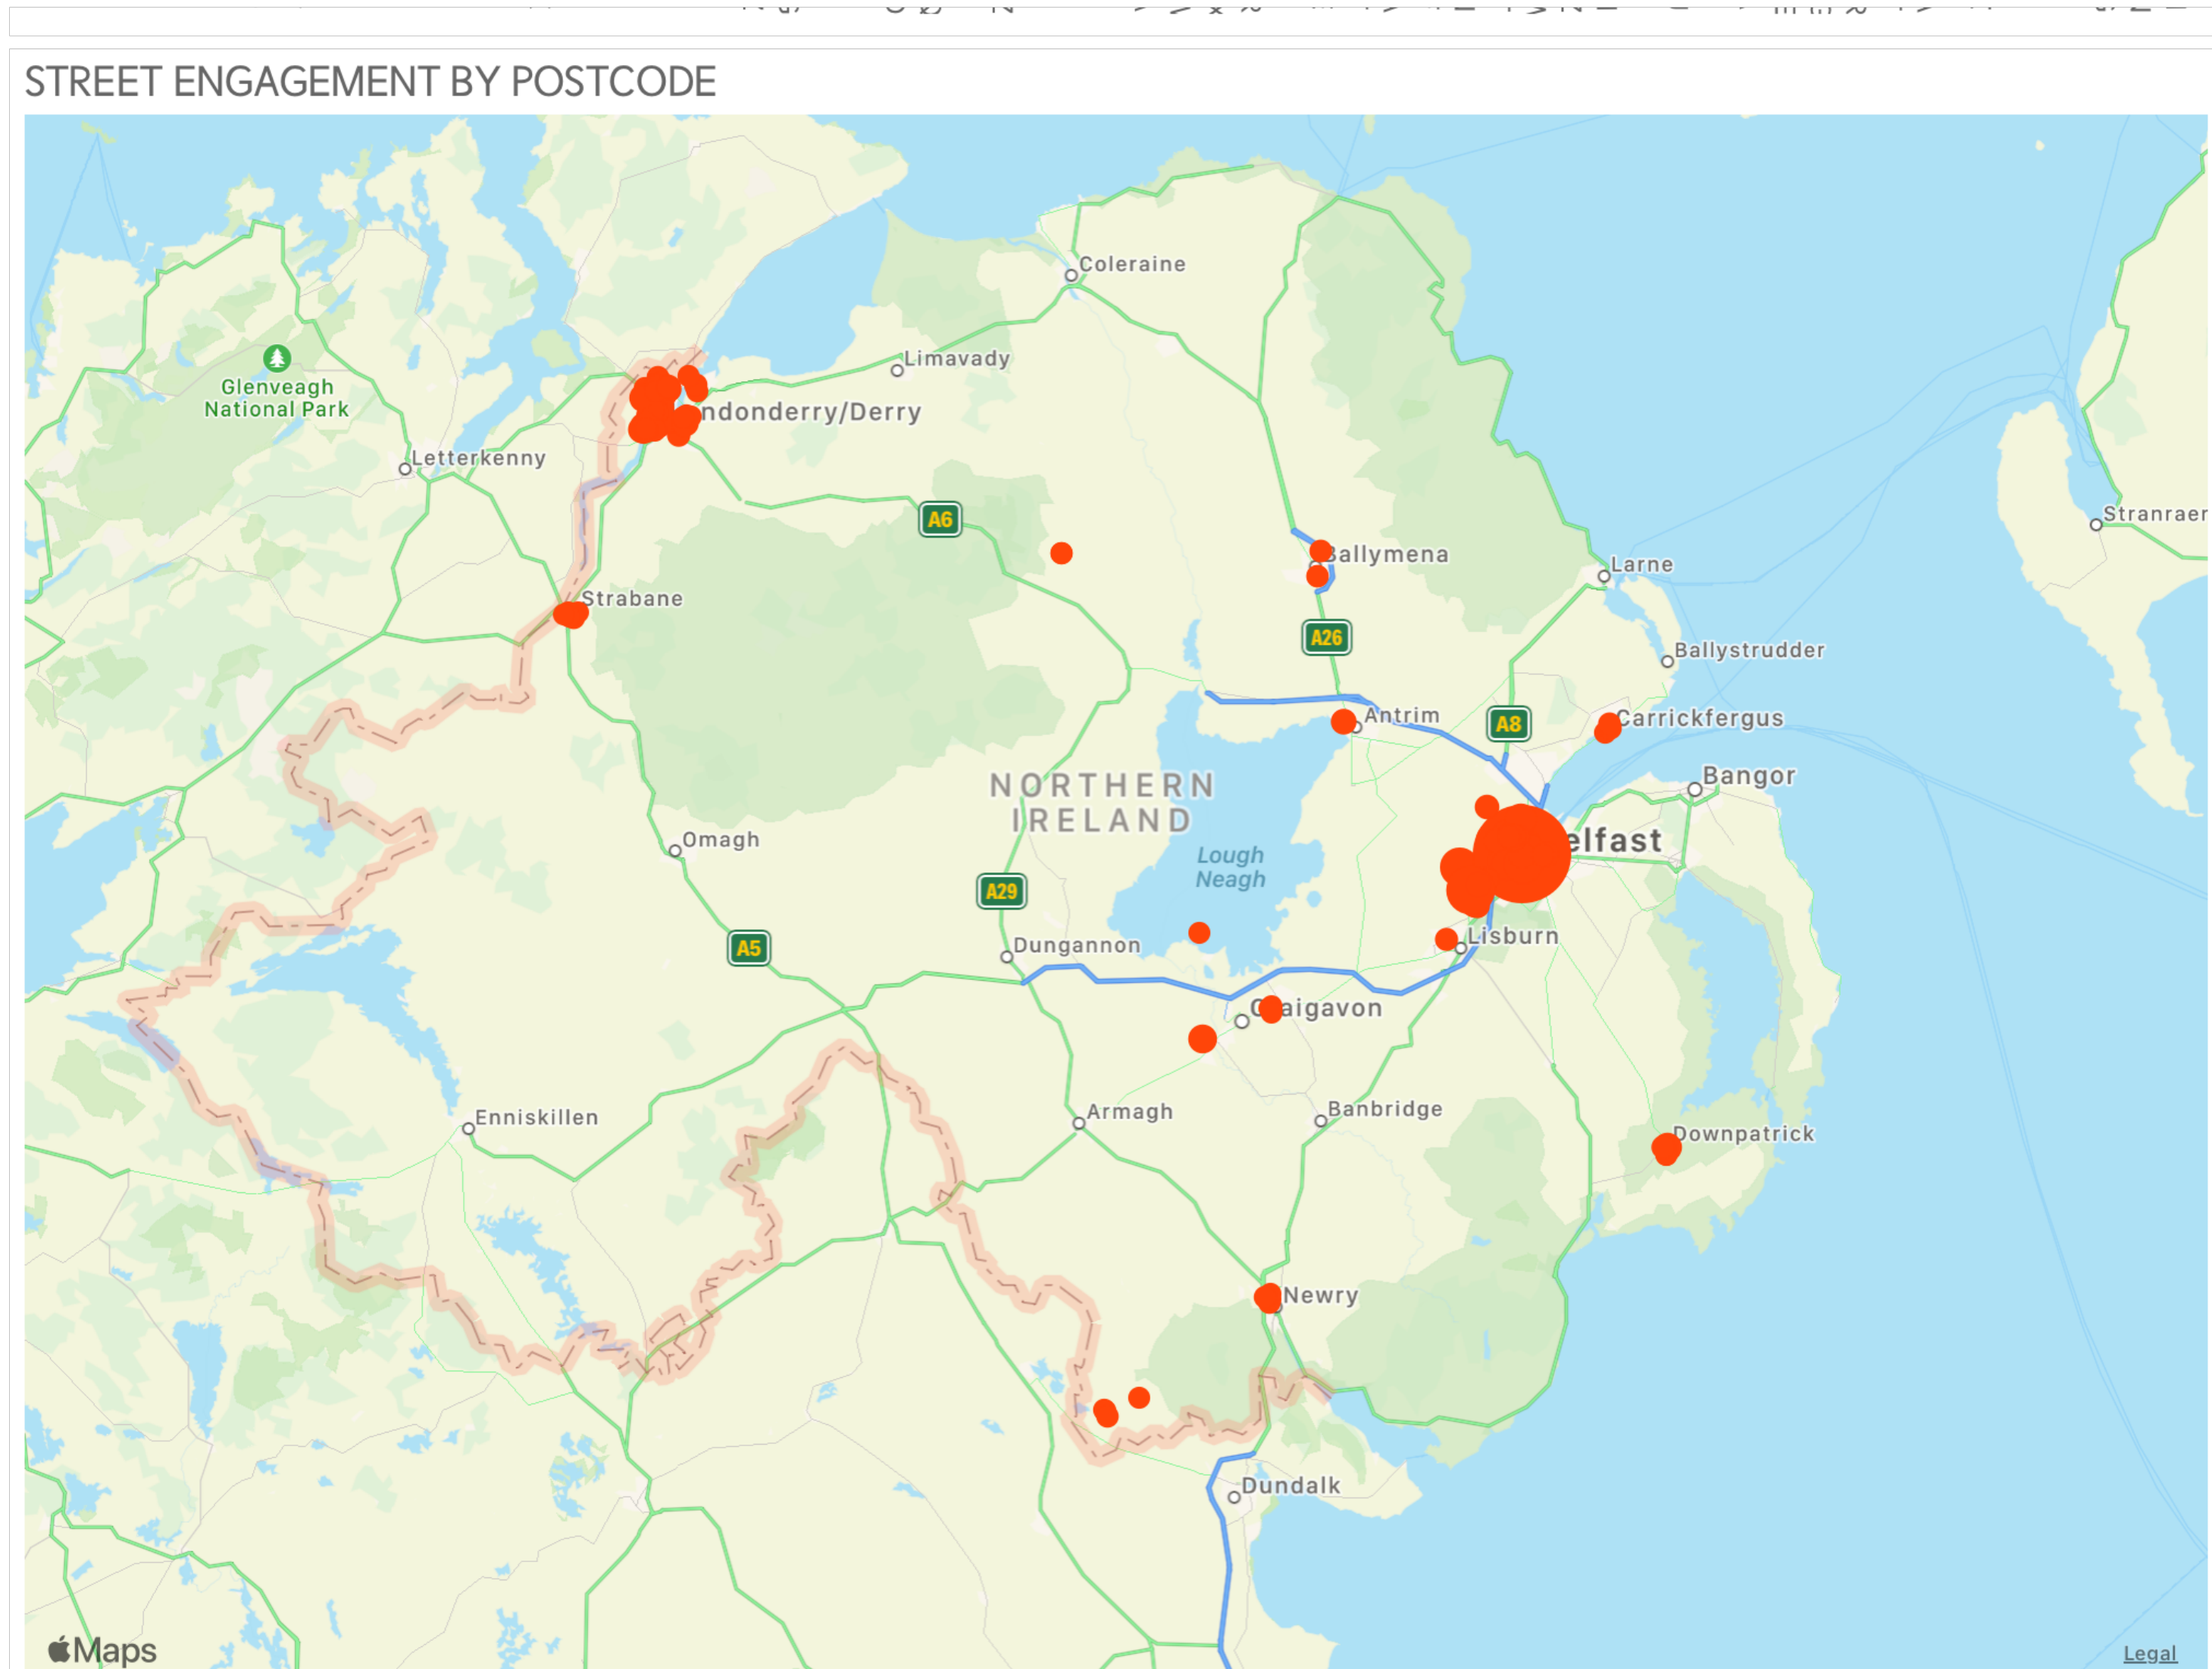 STREET ENGAGEMENT BY POSTCODE
Coleraine
Limavady
Glenveagh
National Park
ndonderry/Derry
Letterkenny
A6
Stranraer
Ballymena
Larne
Strabane
A26
Ballystrudder
Antrim
A8
Carrickfergus
NORTHERN
IRELAND
Bangor
Omagh
elfast
Lough
Neagh
A29
A5
Dungannon
Lisburn
Craigavon
Armagh
Banbridge
Enniskillen
Downpatrick
Newry
Dundalk
Maps
Legal